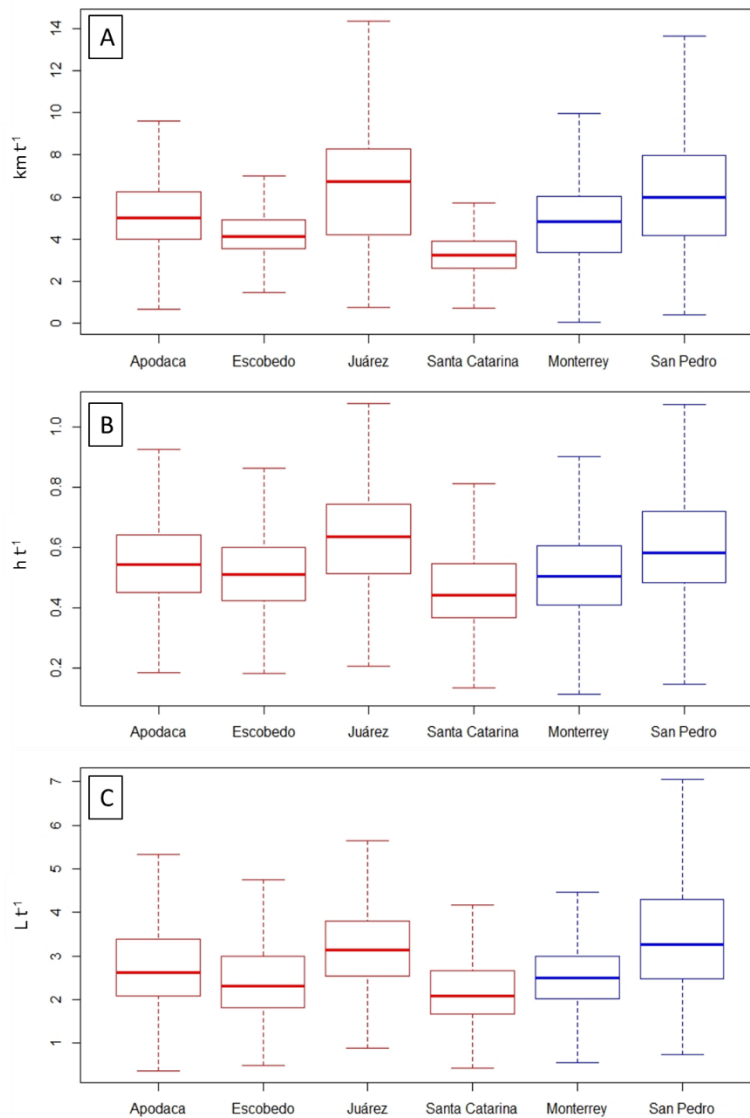 A
14
12
10
8
6
4
2
0
km t⁻¹
Apodaca Escobedo Juárez Santa Catarina Monterrey San Pedro
B
1.0
0.8
0.6
0.4
0.2
h t⁻¹
Apodaca Escobedo Juárez Santa Catarina Monterrey San Pedro
C
7
6
5
4
3
2
1
L t⁻¹
Apodaca Escobedo Juárez Santa Catarina Monterrey San Pedro